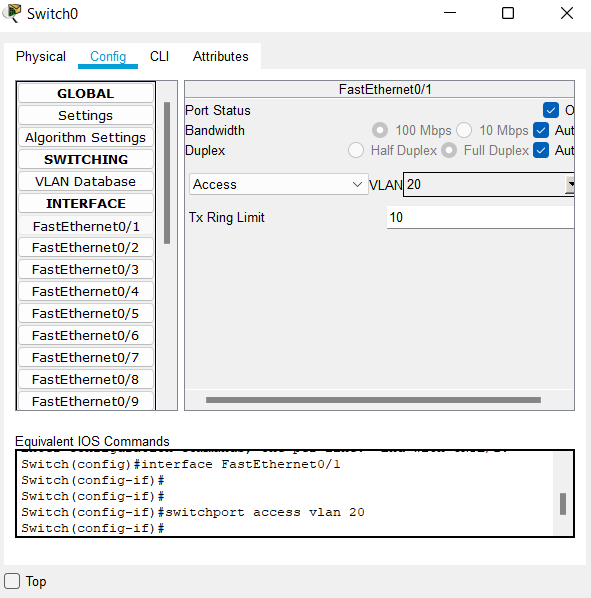 Switch0
Physical Config CLI Attributes
GLOBAL
Settings
Algorithm Settings
SWITCHING
VLAN Database
INTERFACE
FastEthernet0/1
FastEthernet0/2
FastEthernet0/3
FastEthernet0/4
FastEthernet0/5
FastEthernet0/6
FastEthernet0/7
FastEthernet0/8
FastEthernet0/9
FastEthernet0/1
Port Status O
Bandwidth 100 Mbps 10 Mbps Aut
Duplex Half Duplex Full Duplex Aut
Access VLAN 20
Tx Ring Limit 10
Equivalent IOS Commands
Switch(config)#interface FastEthernet0/1
Switch(config-if)#
Switch(config-if)#
Switch(config-if)#switchport access vlan 20
Switch(config-if)#
Top